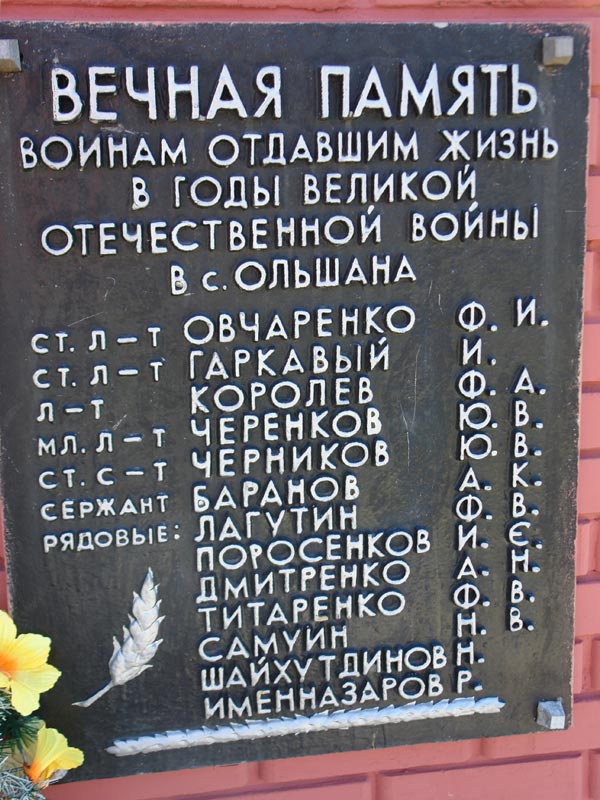 ВЕЧНАЯ ПАМЯТЬ
ВОИНАМ ОТДАВШИМ ЖИЗНЬ
В ГОДЫ ВЕЛИКОЙ
ОТЕЧЕСТВЕННОЙ ВОЙНЫ
В с. ОЛЬШАНА
СТ. Л-Т ОВЧАРЕНКО Ф. И.
СТ. Л-Т ГАРКАВЫЙ И.
Л-Т КОРОЛЕВ Ф. А.
МЛ. Л-Т ЧЕРЕНКОВ Ю. В.
СТ. С-Т ЧЕРНИКОВ Ю. В.
СЕРЖАНТ БАРАНОВ А. К.
РЯДОВЫЕ: ЛАГУТИН Ф. В.
ПОРОСЕНКОВ И. Є.
ДМИТРЕНКО А. Н.
ТИТАРЕНКО Ф. В.
САМУИН Н. В.
ШАЙХУТДИНОВ Н.
ИМЕННАЗАРОВ Р.